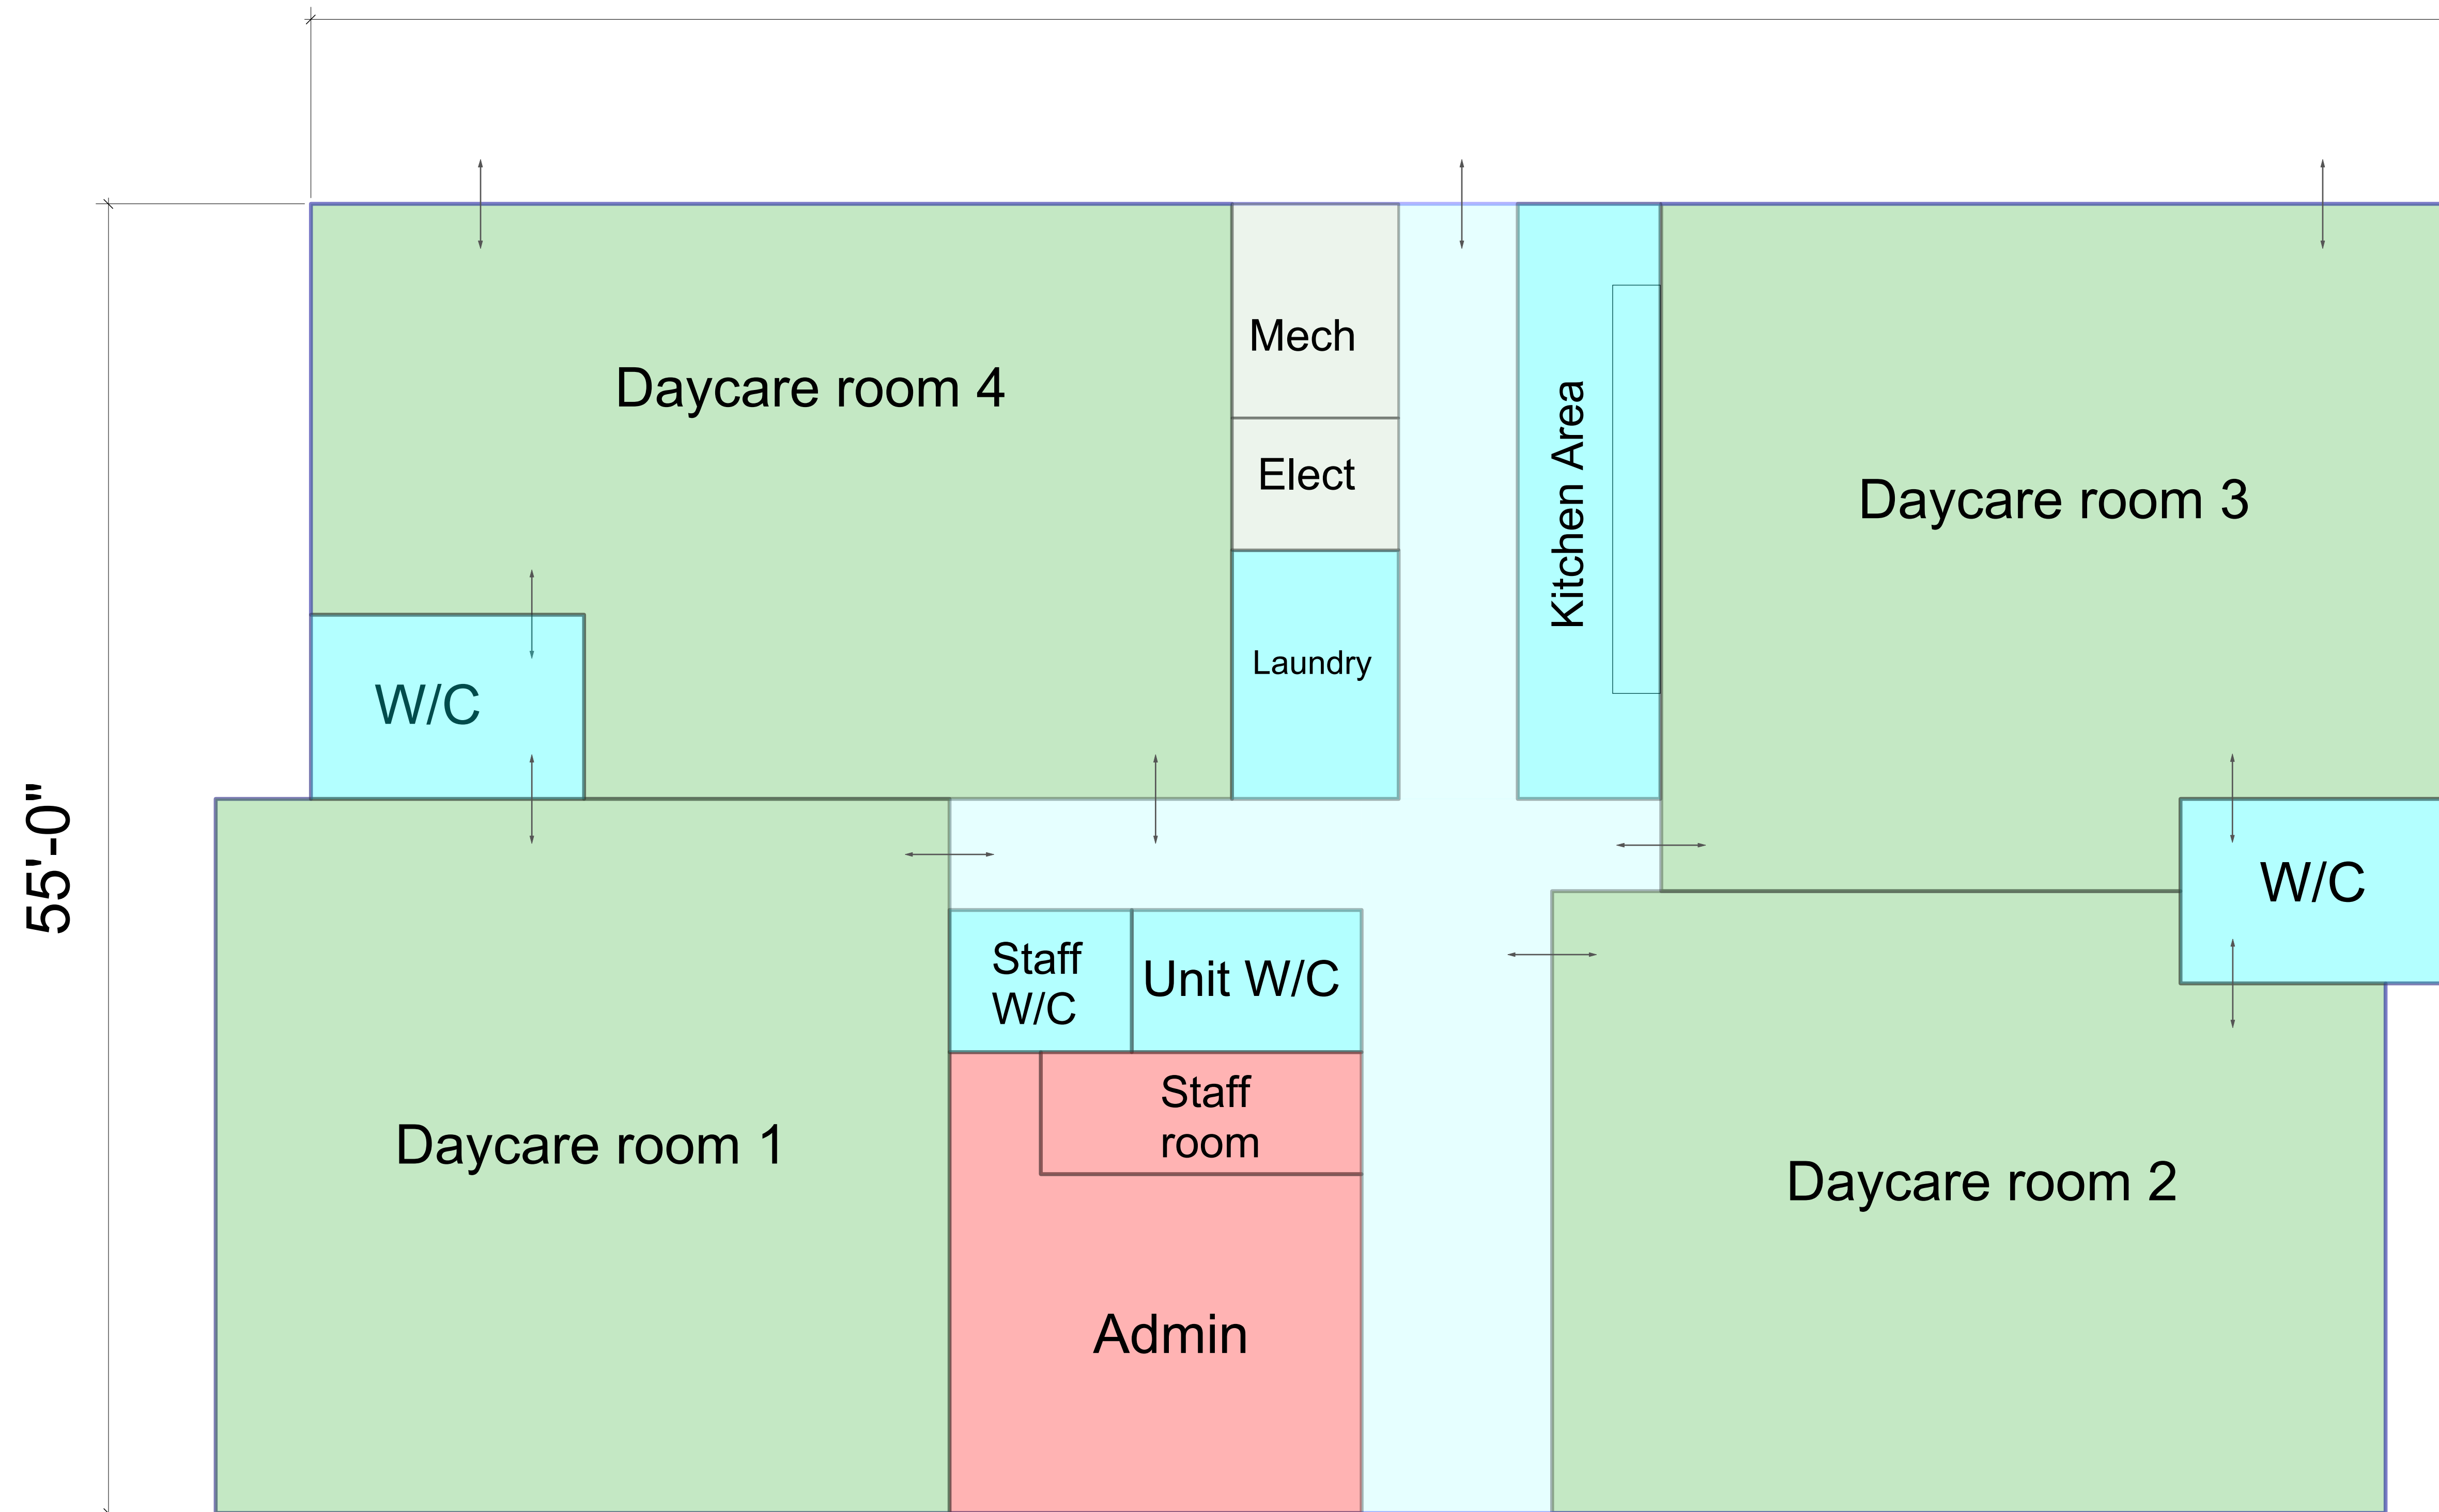 Mech
Daycare room 4
Elect
Kitchen Area
Daycare room 3
Laundry
W/C
55'-0"
W/C
Staff
W/C
Unit W/C
Staff
room
Daycare room 1
Daycare room 2
Admin